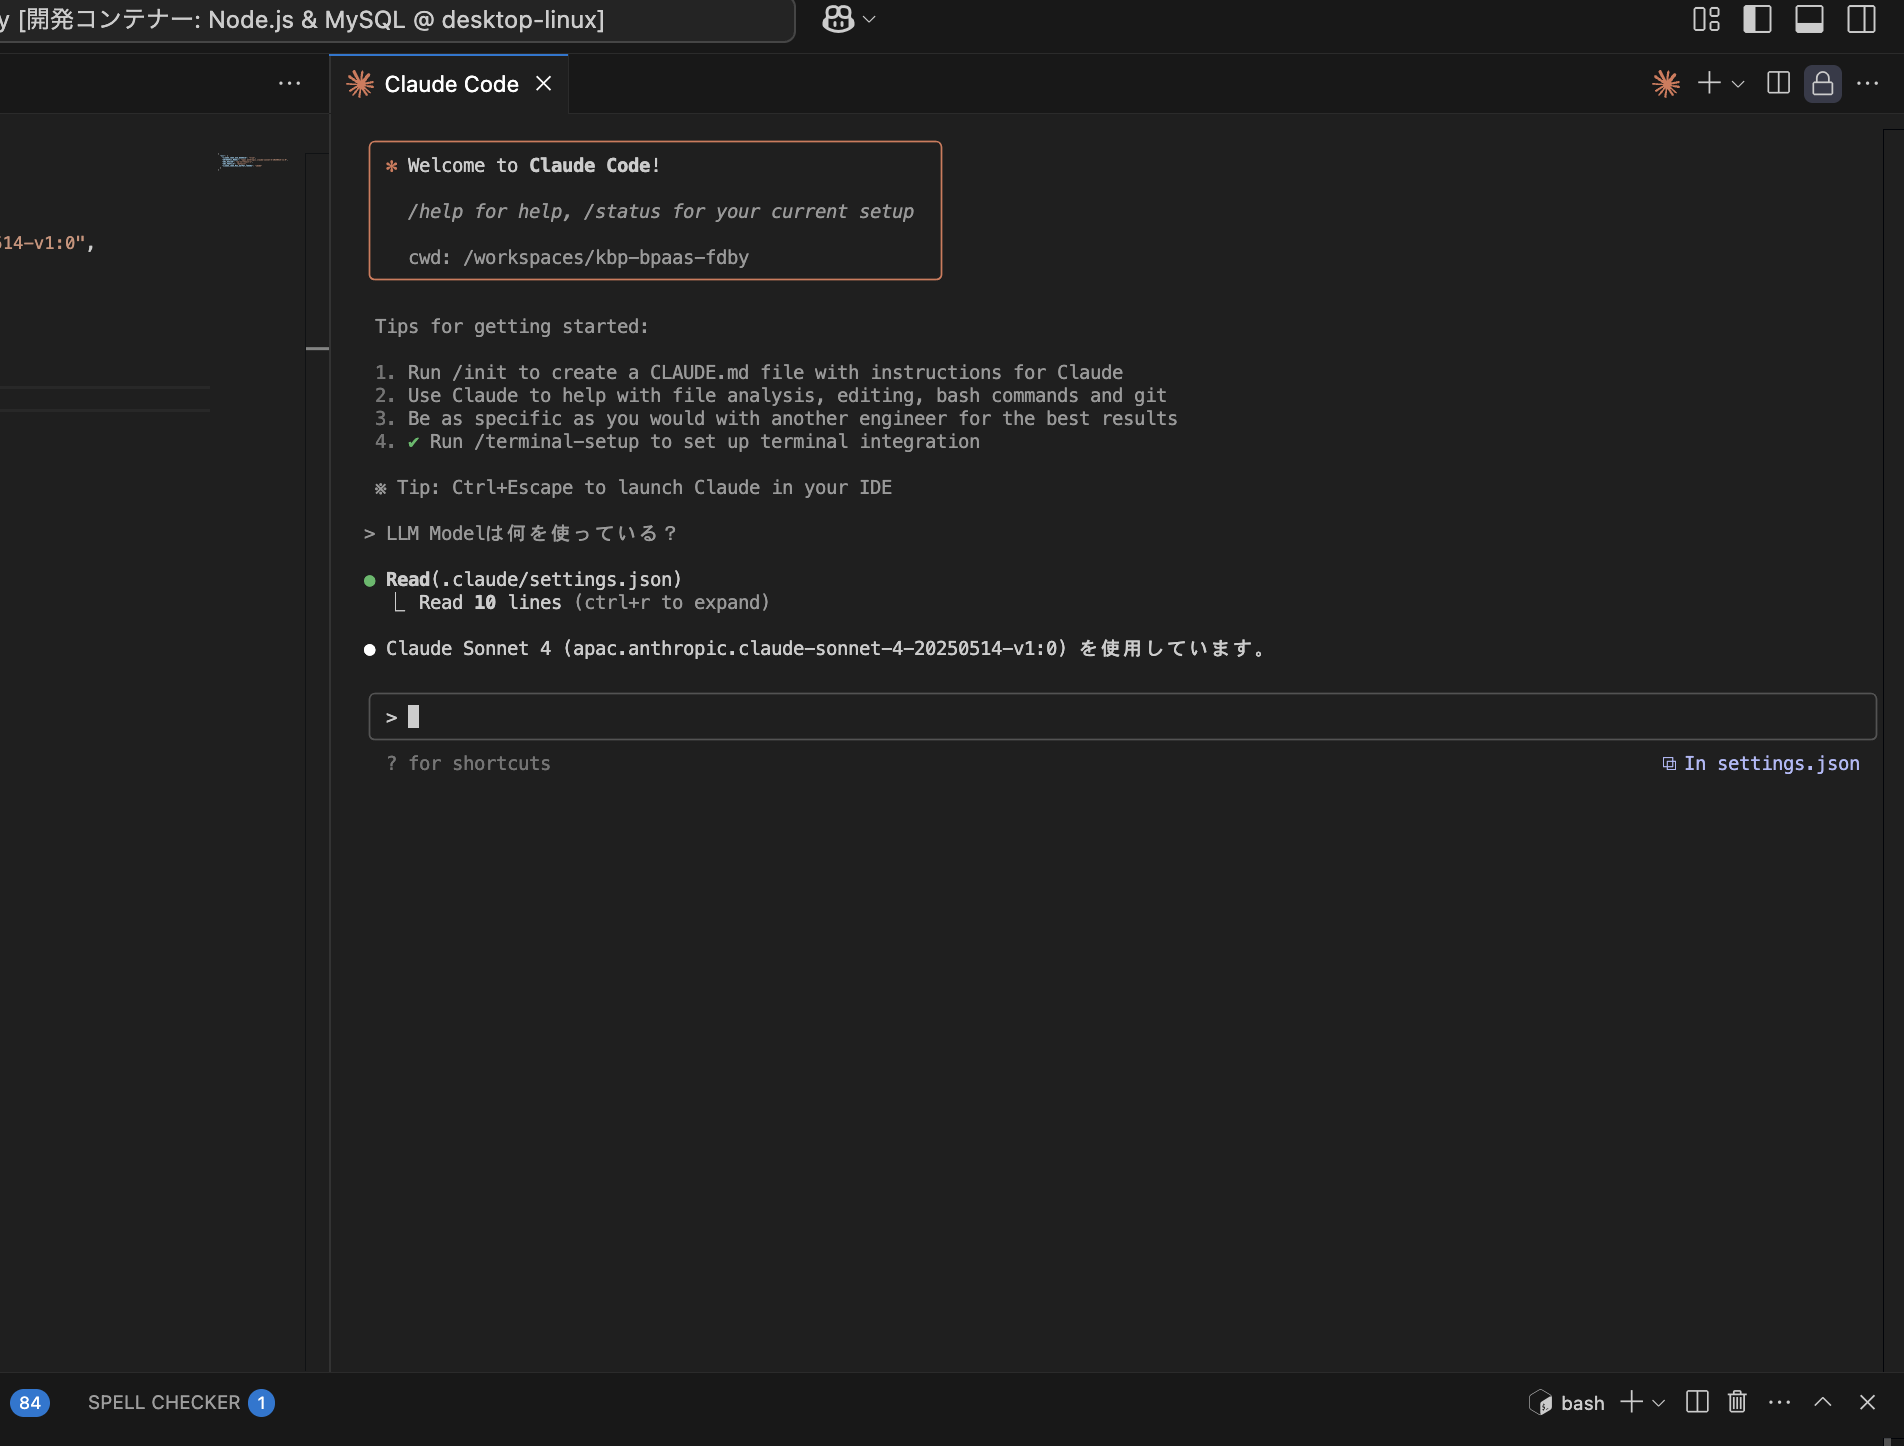 y [開発コンテナー: Node.js & MySQL @ desktop-linux]
Claude Code
514-v1:0",
* Welcome to Claude Code!
/help for help, /status for your current setup
cwd: /workspaces/kbp-bpaas-fdby
Tips for getting started:
1. Run /init to create a CLAUDE.md file with instructions for Claude
2. Use Claude to help with file analysis, editing, bash commands and git
3. Be as specific as you would with another engineer for the best results
4. ✔ Run /terminal-setup to set up terminal integration
※ Tip: Ctrl+Escape to launch Claude in your IDE
> LLM Modelは何を使っている？
● Read(.claude/settings.json)
⎿ Read 10 lines (ctrl+r to expand)
● Claude Sonnet 4 (apac.anthropic.claude-sonnet-4-20250514-v1:0) を使用しています。
>
? for shortcuts
⧉ In settings.json
84 SPELL CHECKER 1
bash